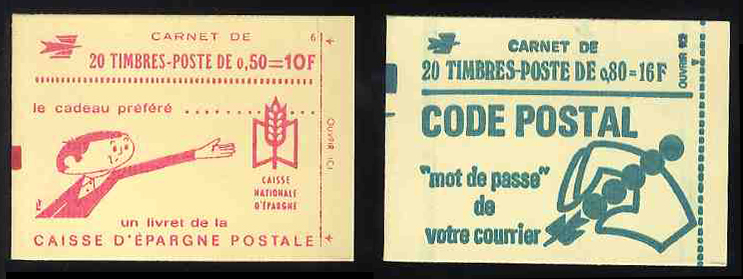 CARNET DE 6
20 TIMBRES-POSTE DE 0,50=10F
le cadeau préféré ..........
OUVRIR ICI
CAISSE
NATIONALE
D'ÉPARGNE
un livret de la
CAISSE D'ÉPARGNE POSTALE
CARNET DE
20 TIMBRES-POSTE DE 0,80=16F
OUVRIR ICI
CODE POSTAL
"mot de passe"
de
votre courrier